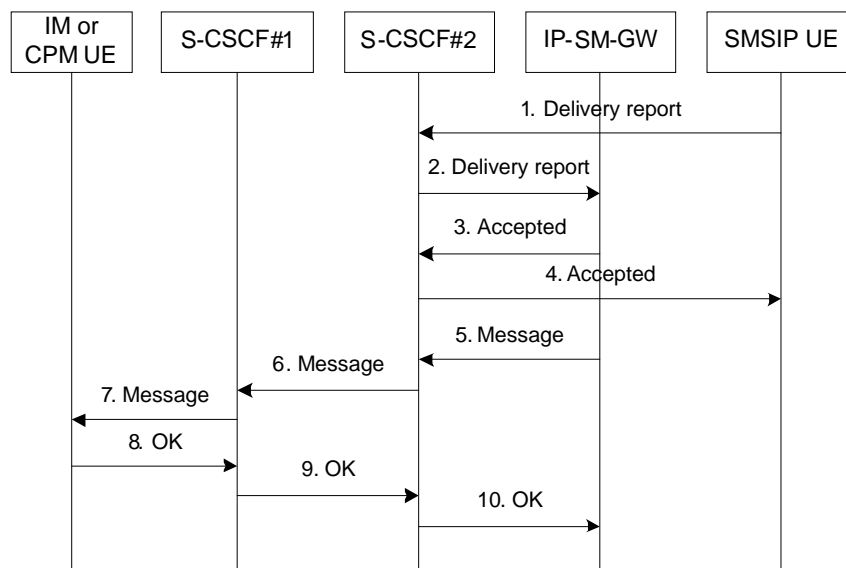 IM or
CPM UE
S-CSCF#1
S-CSCF#2
IP-SM-GW
SMSIP UE
1. Delivery report
2. Delivery report
3. Accepted
4. Accepted
5. Message
6. Message
7. Message
8. OK
9. OK
10. OK